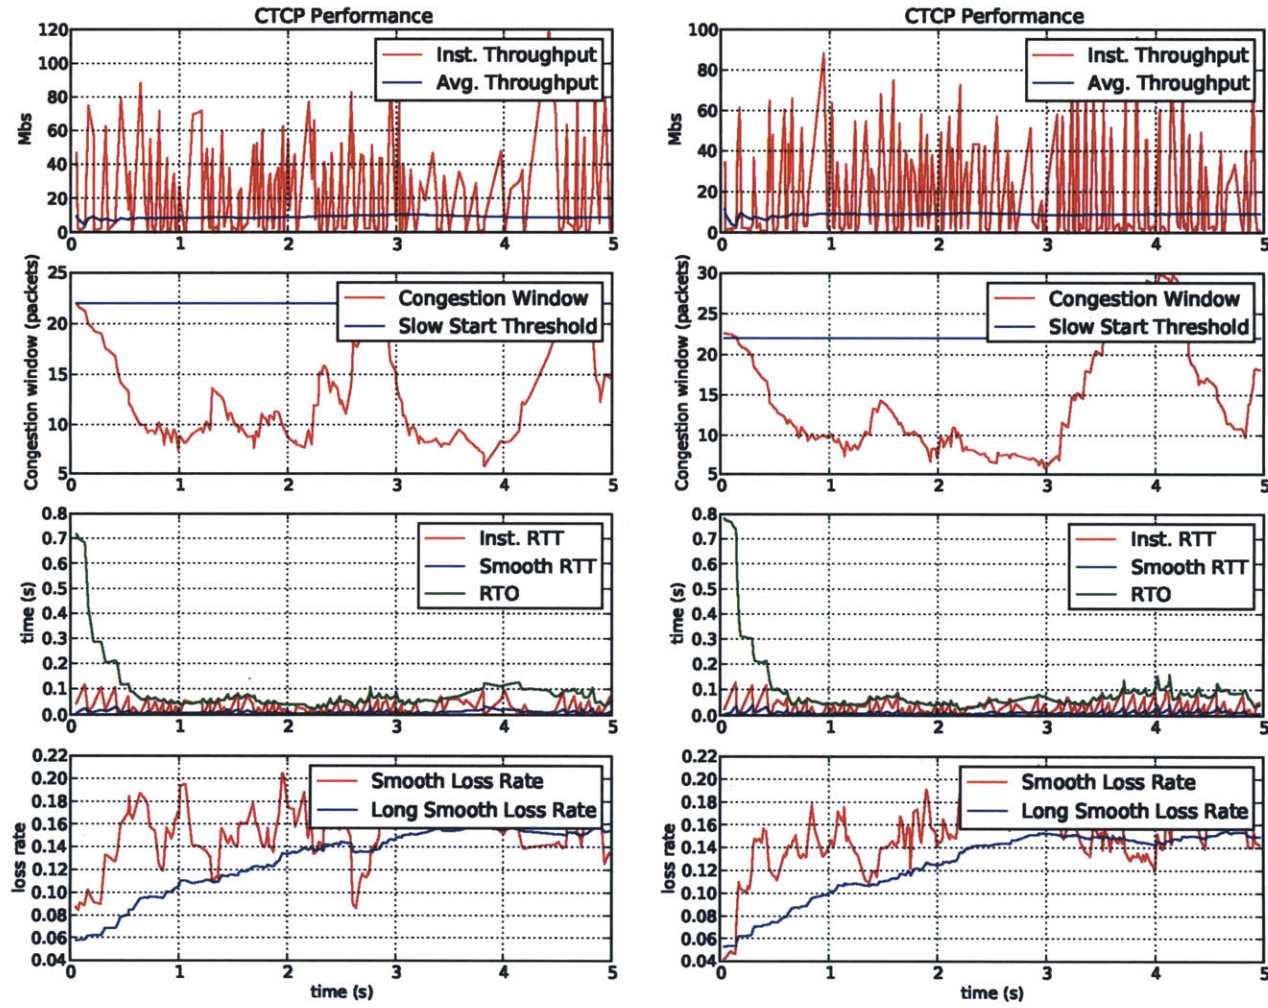 CTCP Performance
120
100
80
60
40
20
0
Mbs
Inst. Throughput
Avg. Throughput
0 1 2 3 4 5
25
20
15
10
5
Congestion window (packets)
Congestion Window
Slow Start Threshold
0 1 2 3 4 5
0.8
0.7
0.6
0.5
0.4
0.3
0.2
0.1
0.0
time (s)
Inst. RTT
Smooth RTT
RTO
0 1 2 3 4 5
0.22
0.20
0.18
0.16
0.14
0.12
0.10
0.08
0.06
0.04
loss rate
Smooth Loss Rate
Long Smooth Loss Rate
0 1 2 3 4 5
time (s)
CTCP Performance
100
80
60
40
20
0
Mbs
Inst. Throughput
Avg. Throughput
0 1 2 3 4 5
30
25
20
15
10
5
Congestion window (packets)
Congestion Window
Slow Start Threshold
0 1 2 3 4 5
0.8
0.7
0.6
0.5
0.4
0.3
0.2
0.1
0.0
time (s)
Inst. RTT
Smooth RTT
RTO
0 1 2 3 4 5
0.22
0.20
0.18
0.16
0.14
0.12
0.10
0.08
0.06
0.04
loss rate
Smooth Loss Rate
Long Smooth Loss Rate
0 1 2 3 4 5
time (s)